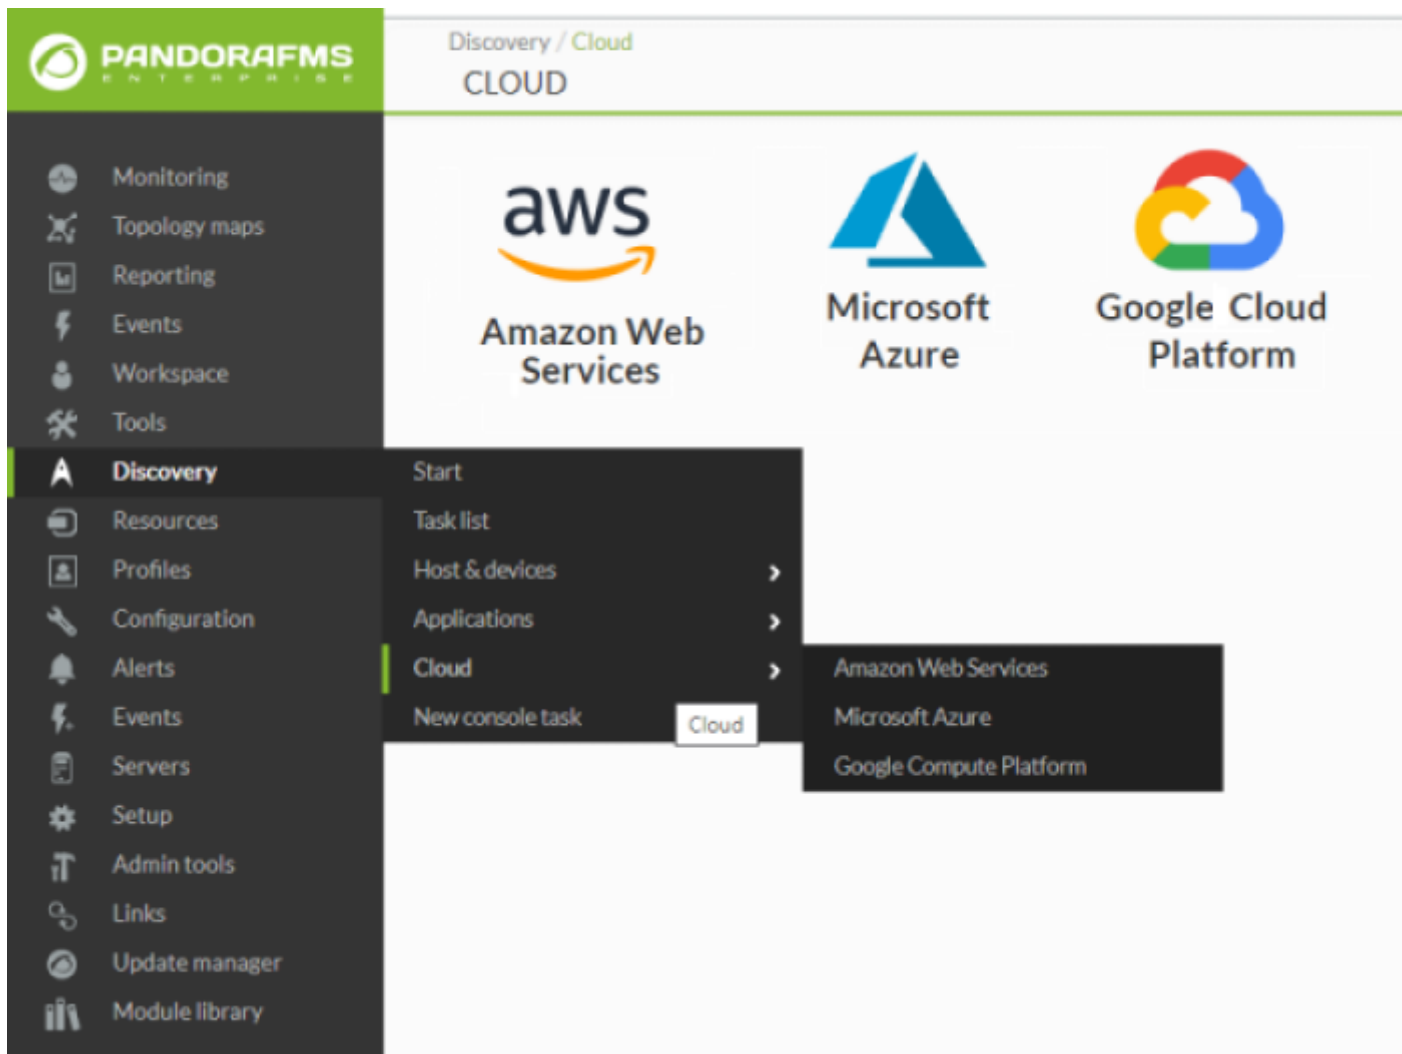 PANDORAFMS
ENTERPRISE
Discovery / Cloud
CLOUD
Monitoring
Topology maps
Reporting
Events
Workspace
Tools
Discovery
Resources
Profiles
Configuration
Alerts
Events
Servers
Setup
Admin tools
Links
Update manager
Module library
aws
Amazon Web
Services
Microsoft
Azure
Google Cloud
Platform
Start
Task list
Host & devices
Applications
Cloud
New console task
Cloud
Amazon Web Services
Microsoft Azure
Google Compute Platform